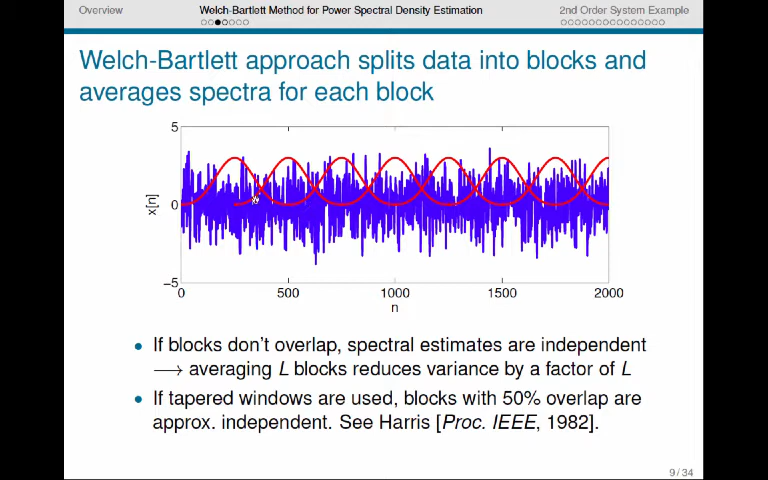 Overview
Welch-Bartlett Method for Power Spectral Density Estimation
2nd Order System Example
Welch-Bartlett approach splits data into blocks and
averages spectra for each block
5
0
−5
x[n]
0 500 1000 1500 2000
n
• If blocks don't overlap, spectral estimates are independent
⟶ averaging L blocks reduces variance by a factor of L
• If tapered windows are used, blocks with 50% overlap are
approx. independent. See Harris [Proc. IEEE, 1982].
9 / 34